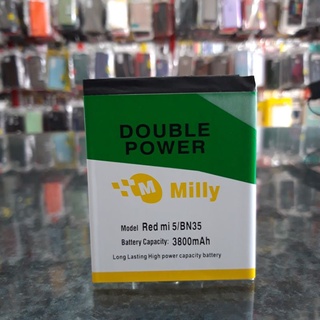 DOUBLE
POWER
M Milly
Model Red mi 5/BN35
Battery Capacity: 3800mAh
Long Lasting High power capacity battery